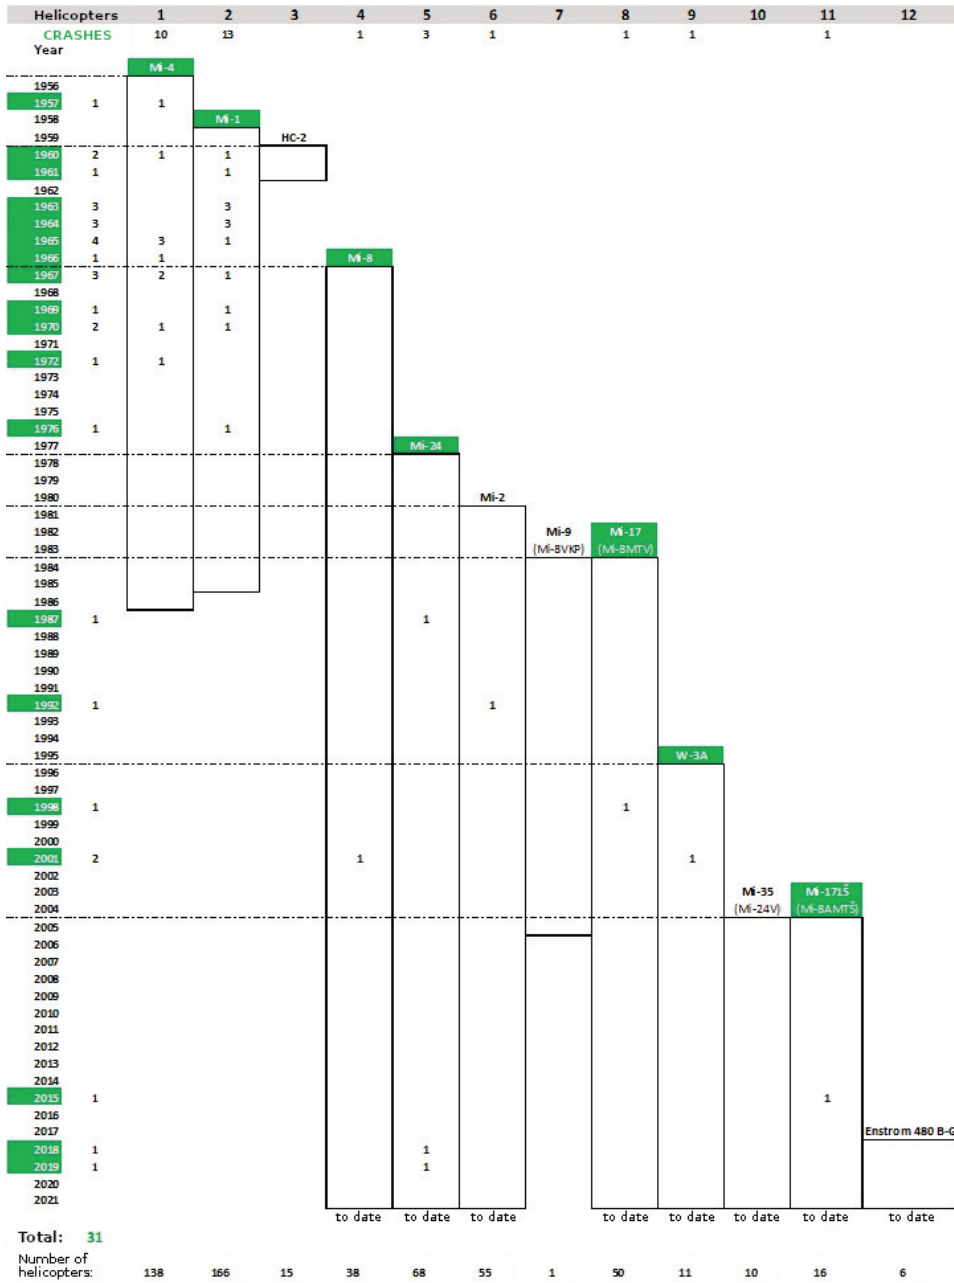 Helicopters 1 2 3 4 5 6 7 8 9 10 11 12
CRASHES 10 13 1 3 1 1 1 1
Year
Mi-4
1956
1957 1 1
1958 Mi-1
1959 HC-2
1960 2 1 1
1961 1 1
1962
1963 3 3
1964 3 3
1965 4 3 1
1966 1 1 Mi-8
1967 3 2 1
1968
1969 1 1
1970 2 1 1
1971
1972 1 1
1973
1974
1975
1976 1 1
1977 Mi-24
1978
1979
1980 Mi-2
1981
1982 Mi-9 Mi-17
1983 (Mi-8VKP) (Mi-8MTV)
1984
1985
1986
1987 1 1
1988
1989
1990
1991
1992 1 1
1993
1994
1995 W-3A
1996
1997
1998 1 1
1999
2000
2001 2 1 1
2002
2003 Mi-35 Mi-171Š
2004 (Mi-24V) (Mi-8AMTŠ)
2005
2006
2007
2008
2009
2010
2011
2012
2013
2014
2015 1 1
2016
2017 Enstrom 480 B-G
2018 1 1
2019 1 1
2020
2021
to date to date to date to date to date to date to date to date
Total: 31
Number of
helicopters: 138 166 15 38 68 55 1 50 11 10 16 6